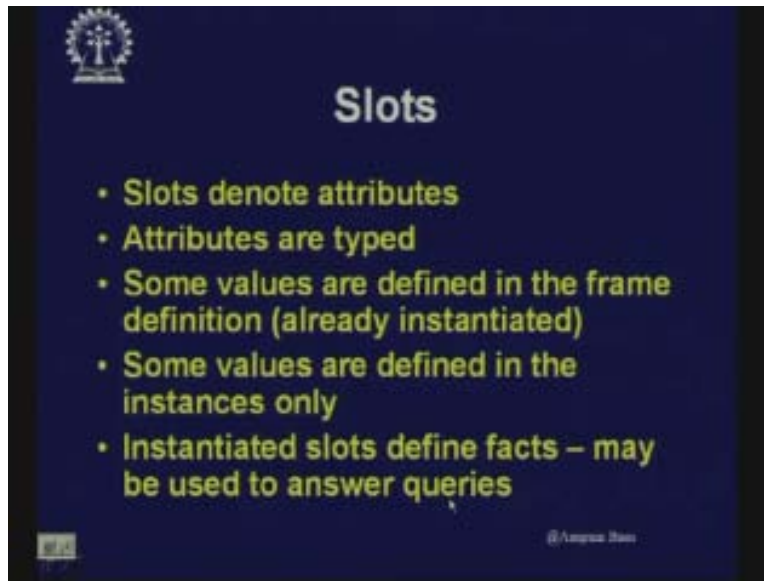 Slots
• Slots denote attributes
• Attributes are typed
• Some values are defined in the frame
definition (already instantiated)
• Some values are defined in the
instances only
• Instantiated slots define facts – may
be used to answer queries